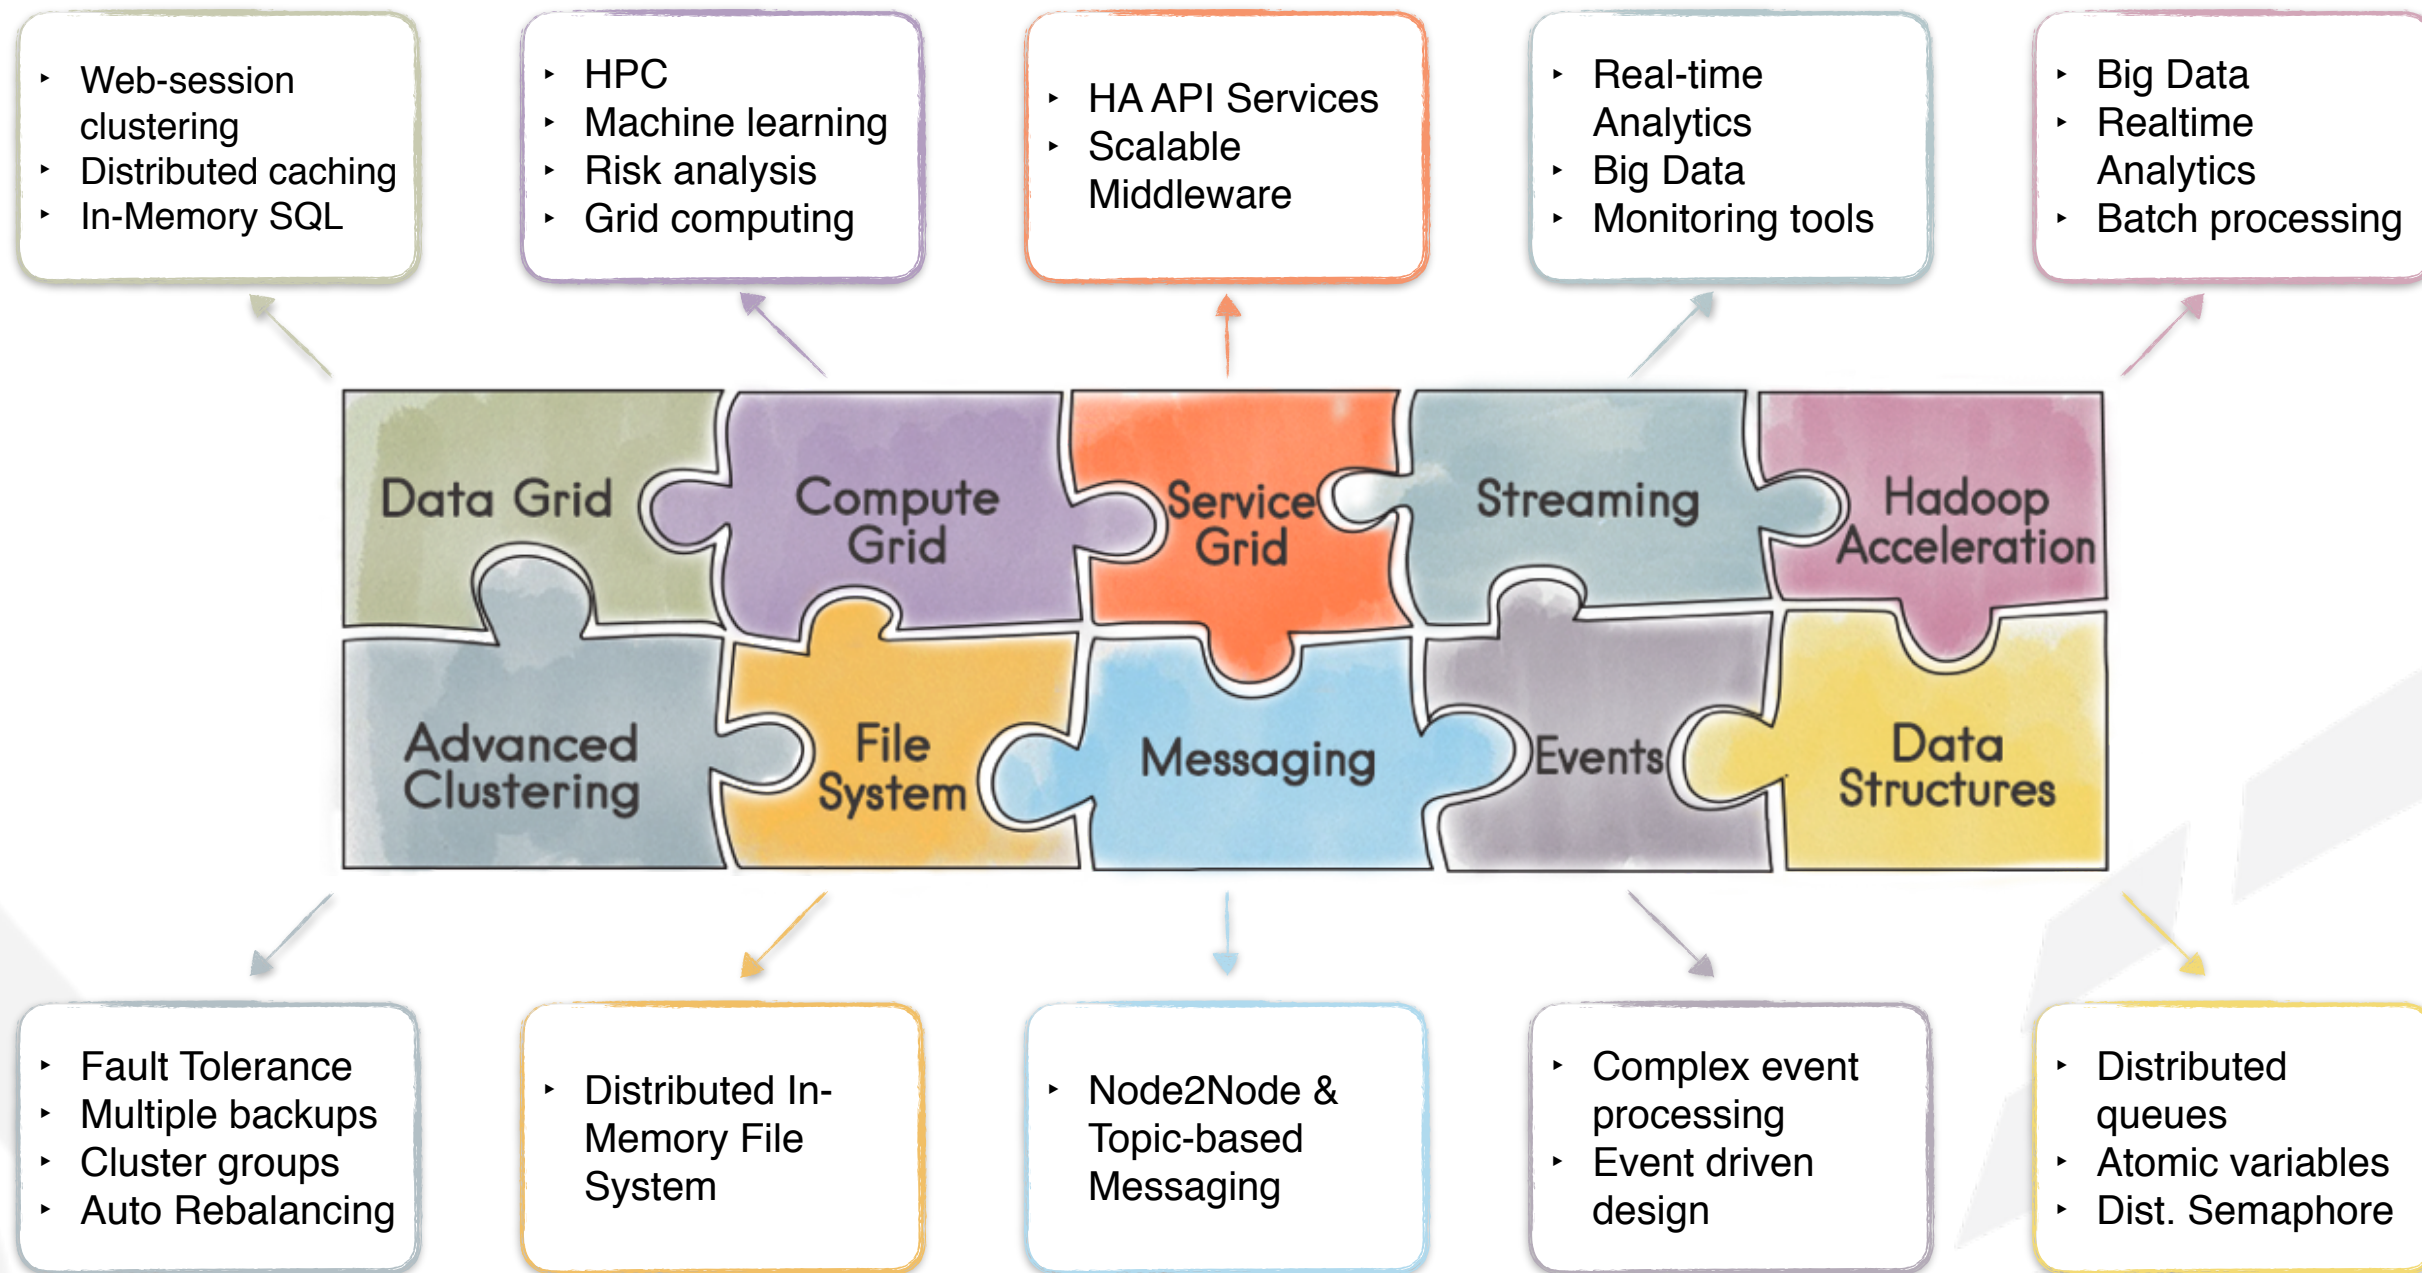 ‣ Web-session
clustering
‣ Distributed caching
‣ In-Memory SQL
‣ HPC
‣ Machine learning
‣ Risk analysis
‣ Grid computing
‣ HA API Services
‣ Scalable
Middleware
‣ Real-time
Analytics
‣ Big Data
‣ Monitoring tools
‣ Big Data
‣ Realtime
Analytics
‣ Batch processing
Data Grid
Compute
Grid
Service
Grid
Streaming
Hadoop
Acceleration
Advanced
Clustering
File
System
Messaging
Events
Data
Structures
‣ Fault Tolerance
‣ Multiple backups
‣ Cluster groups
‣ Auto Rebalancing
‣ Distributed In-
Memory File
System
‣ Node2Node &
Topic-based
Messaging
‣ Complex event
processing
‣ Event driven
design
‣ Distributed
queues
‣ Atomic variables
‣ Dist. Semaphore